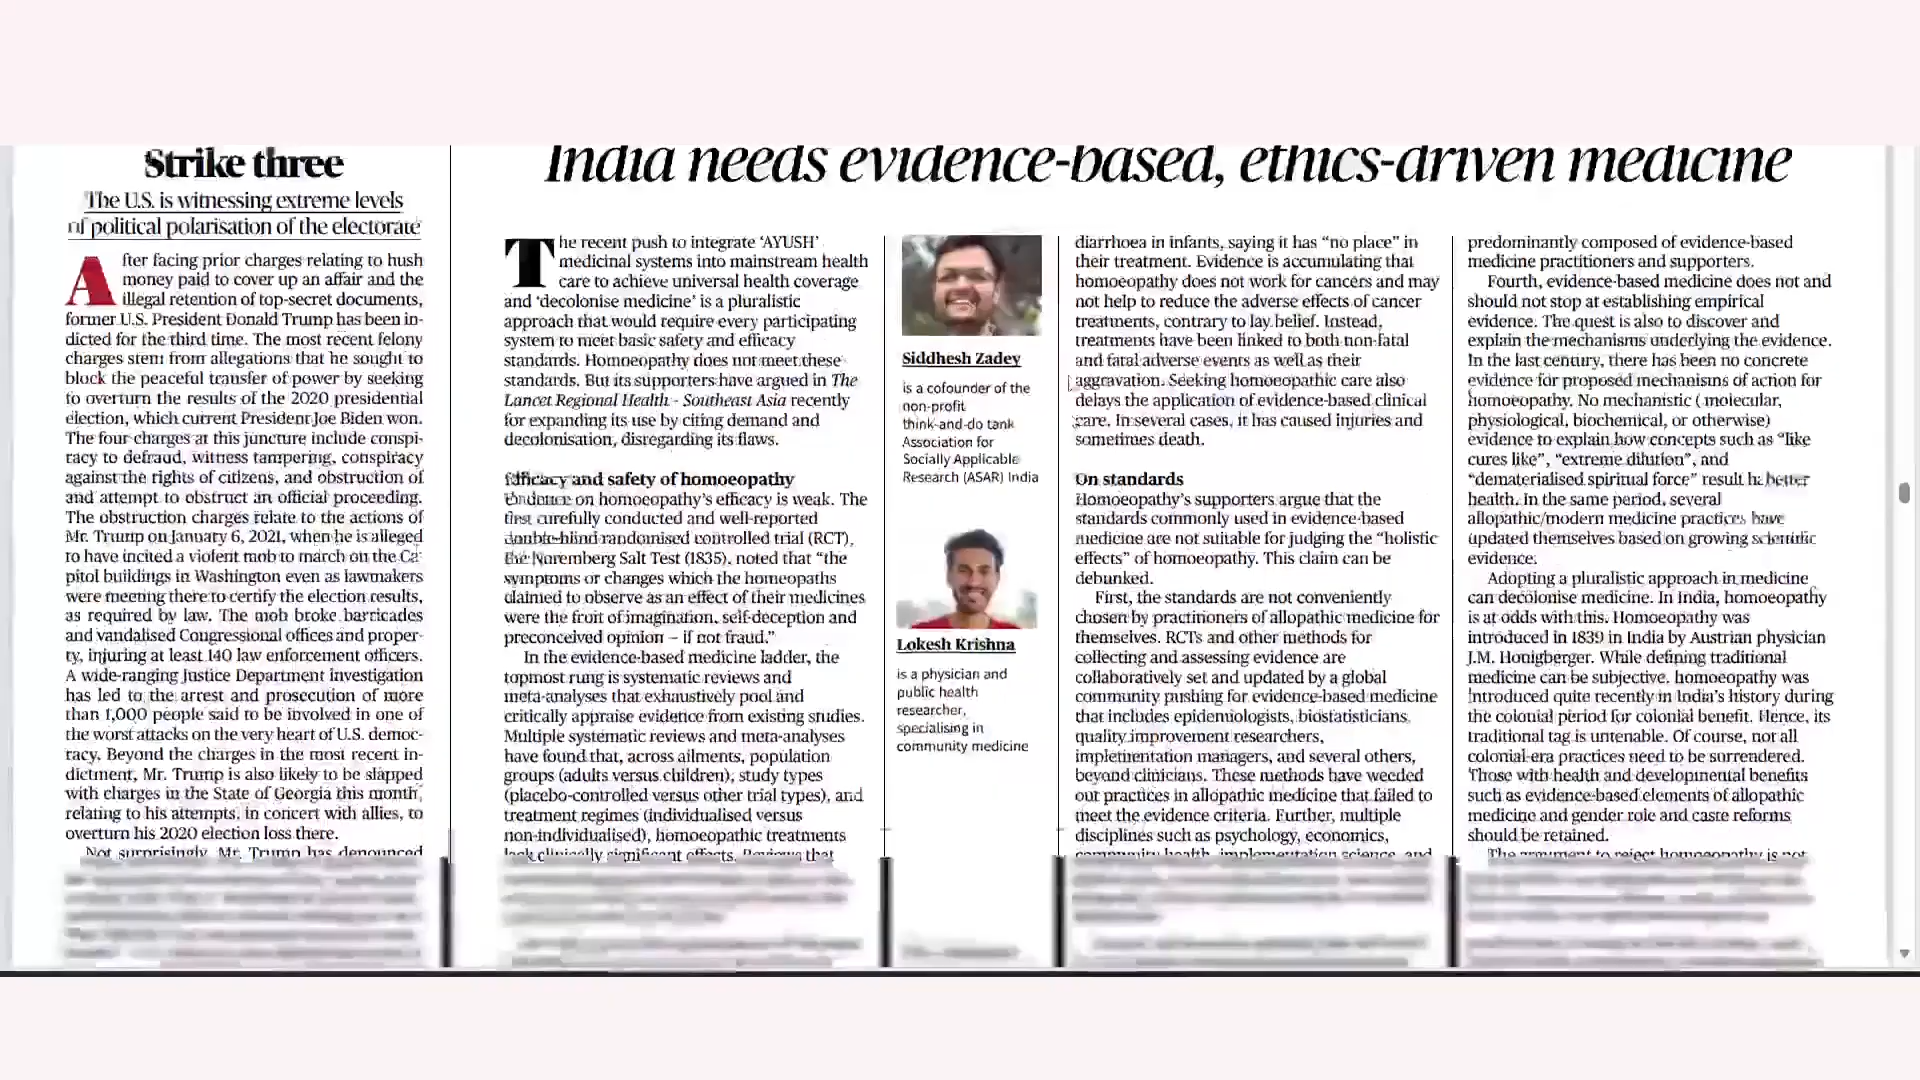 Strike three
The U.S. is witnessing extreme levels
of political polarisation of the electorate
After facing prior charges relating to hush
money paid to cover up an affair and the
illegal retention of top-secret documents,
former U.S. President Donald Trump has been in-
dicted for the third time. The most recent felony
charges stem from allegations that he sought to
block the peaceful transfer of power by seeking
to overturn the results of the 2020 presidential
election, which current President Joe Biden won.
The four charges at this juncture include conspi-
racy to defraud, witness tampering, conspiracy
against the rights of citizens, and obstruction of
and attempt to obstruct an official proceeding.
The obstruction charges relate to the actions of
Mr. Trump on January 6, 2021, when he is alleged
to have incited a violent mob to march on the Ca-
pitol buildings in Washington even as lawmakers
were meeting there to certify the election results,
as required by law. The mob broke barricades
and vandalised Congressional offices and proper-
ty, injuring at least 140 law enforcement officers.
A wide-ranging Justice Department investigation
has led to the arrest and prosecution of more
than 1,000 people said to be involved in one of
the worst attacks on the very heart of U.S. democ-
racy. Beyond the charges in the most recent in-
dictment, Mr. Trump is also likely to be slapped
with charges in the State of Georgia this month,
relating to his attempts, in concert with allies, to
overturn his 2020 election loss there.
Not surprisingly, Mr. Trump has denounced
India needs evidence-based, ethics-driven medicine
The recent push to integrate ‘AYUSH’
medicinal systems into mainstream health
care to achieve universal health coverage
and ‘decolonise medicine’ is a pluralistic
approach that would require every participating
system to meet basic safety and efficacy
standards. Homoeopathy does not meet these
standards. But its supporters have argued in The
Lancet Regional Health - Southeast Asia recently
for expanding its use by citing demand and
decolonisation, disregarding its flaws.
Efficacy and safety of homoeopathy
Evidence on homoeopathy’s efficacy is weak. The
first carefully conducted and well-reported
double-blind randomised controlled trial (RCT),
the Nuremberg Salt Test (1835), noted that “the
symptoms or changes which the homeopaths
claimed to observe as an effect of their medicines
were the fruit of imagination, self-deception and
preconceived opinion – if not fraud.”
In the evidence-based medicine ladder, the
topmost rung is systematic reviews and
meta-analyses that exhaustively pool and
critically appraise evidence from existing studies.
Multiple systematic reviews and meta-analyses
have found that, across ailments, population
groups (adults versus children), study types
(placebo-controlled versus other trial types), and
treatment regimes (individualised versus
non-individualised), homoeopathic treatments
lack clinically significant effects. Reviews that
Siddhesh Zadey
is a cofounder of the
non-profit
think-and-do tank
Association for
Socially Applicable
Research (ASAR) India
Lokesh Krishna
is a physician and
public health
researcher,
specialising in
community medicine
diarrhoea in infants, saying it has “no place” in
their treatment. Evidence is accumulating that
homoeopathy does not work for cancers and may
not help to reduce the adverse effects of cancer
treatments, contrary to lay belief. Instead,
treatments have been linked to both non-fatal
and fatal adverse events as well as their
aggravation. Seeking homoeopathic care also
delays the application of evidence-based clinical
care. In several cases, it has caused injuries and
sometimes death.
On standards
Homoeopathy’s supporters argue that the
standards commonly used in evidence-based
medicine are not suitable for judging the “holistic
effects” of homoeopathy. This claim can be
debunked.
First, the standards are not conveniently
chosen by practitioners of allopathic medicine for
themselves. RCTs and other methods for
collecting and assessing evidence are
collaboratively set and updated by a global
community pushing for evidence-based medicine
that includes epidemiologists, biostatisticians,
quality improvement researchers,
implementation managers, and several others,
beyond clinicians. These methods have weeded
out practices in allopathic medicine that failed to
meet the evidence criteria. Further, multiple
disciplines such as psychology, economics,
community health, implementation science, and
predominantly composed of evidence-based
medicine practitioners and supporters.
Fourth, evidence-based medicine does not and
should not stop at establishing empirical
evidence. The quest is also to discover and
explain the mechanisms underlying the evidence.
In the last century, there has been no concrete
evidence for proposed mechanisms of action for
homoeopathy. No mechanistic ( molecular,
physiological, biochemical, or otherwise)
evidence to explain how concepts such as “like
cures like”, “extreme dilution”, and
“dematerialised spiritual force” result in better
health. In the same period, several
allopathic/modern medicine practices have
updated themselves based on growing scientific
evidence.
Adopting a pluralistic approach in medicine
can decolonise medicine. In India, homoeopathy
is at odds with this. Homoeopathy was
introduced in 1839 in India by Austrian physician
J.M. Honigberger. While defining traditional
medicine can be subjective, homoeopathy was
introduced quite recently in India’s history during
the colonial period for colonial benefit. Hence, its
traditional tag is untenable. Of course, not all
colonial-era practices need to be surrendered.
Those with health and developmental benefits
such as evidence-based elements of allopathic
medicine and gender role and caste reforms
should be retained.
The argument to reject homoeopathy is not